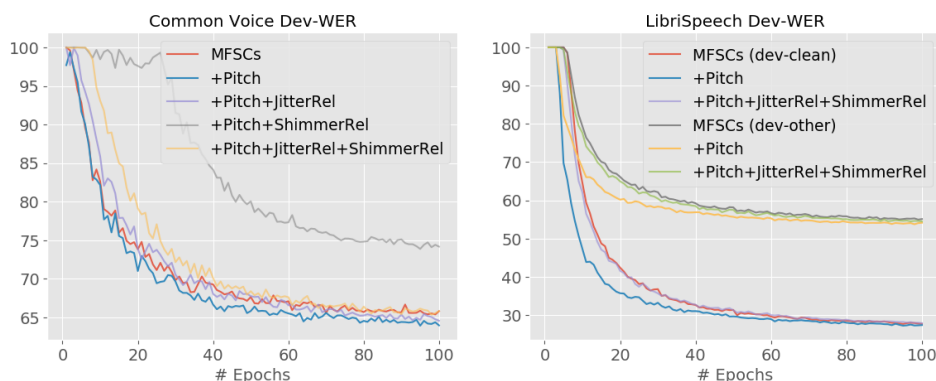 Common Voice Dev-WER
100
95
90
85
80
75
70
65
0
20
40
60
80
100
# Epochs
MFSCs
+Pitch
+Pitch+JitterRel
+Pitch+ShimmerRel
+Pitch+JitterRel+ShimmerRel
LibriSpeech Dev-WER
100
90
80
70
60
50
40
30
0
20
40
60
80
100
# Epochs
MFSCs (dev-clean)
+Pitch
+Pitch+JitterRel+ShimmerRel
MFSCs (dev-other)
+Pitch
+Pitch+JitterRel+ShimmerRel